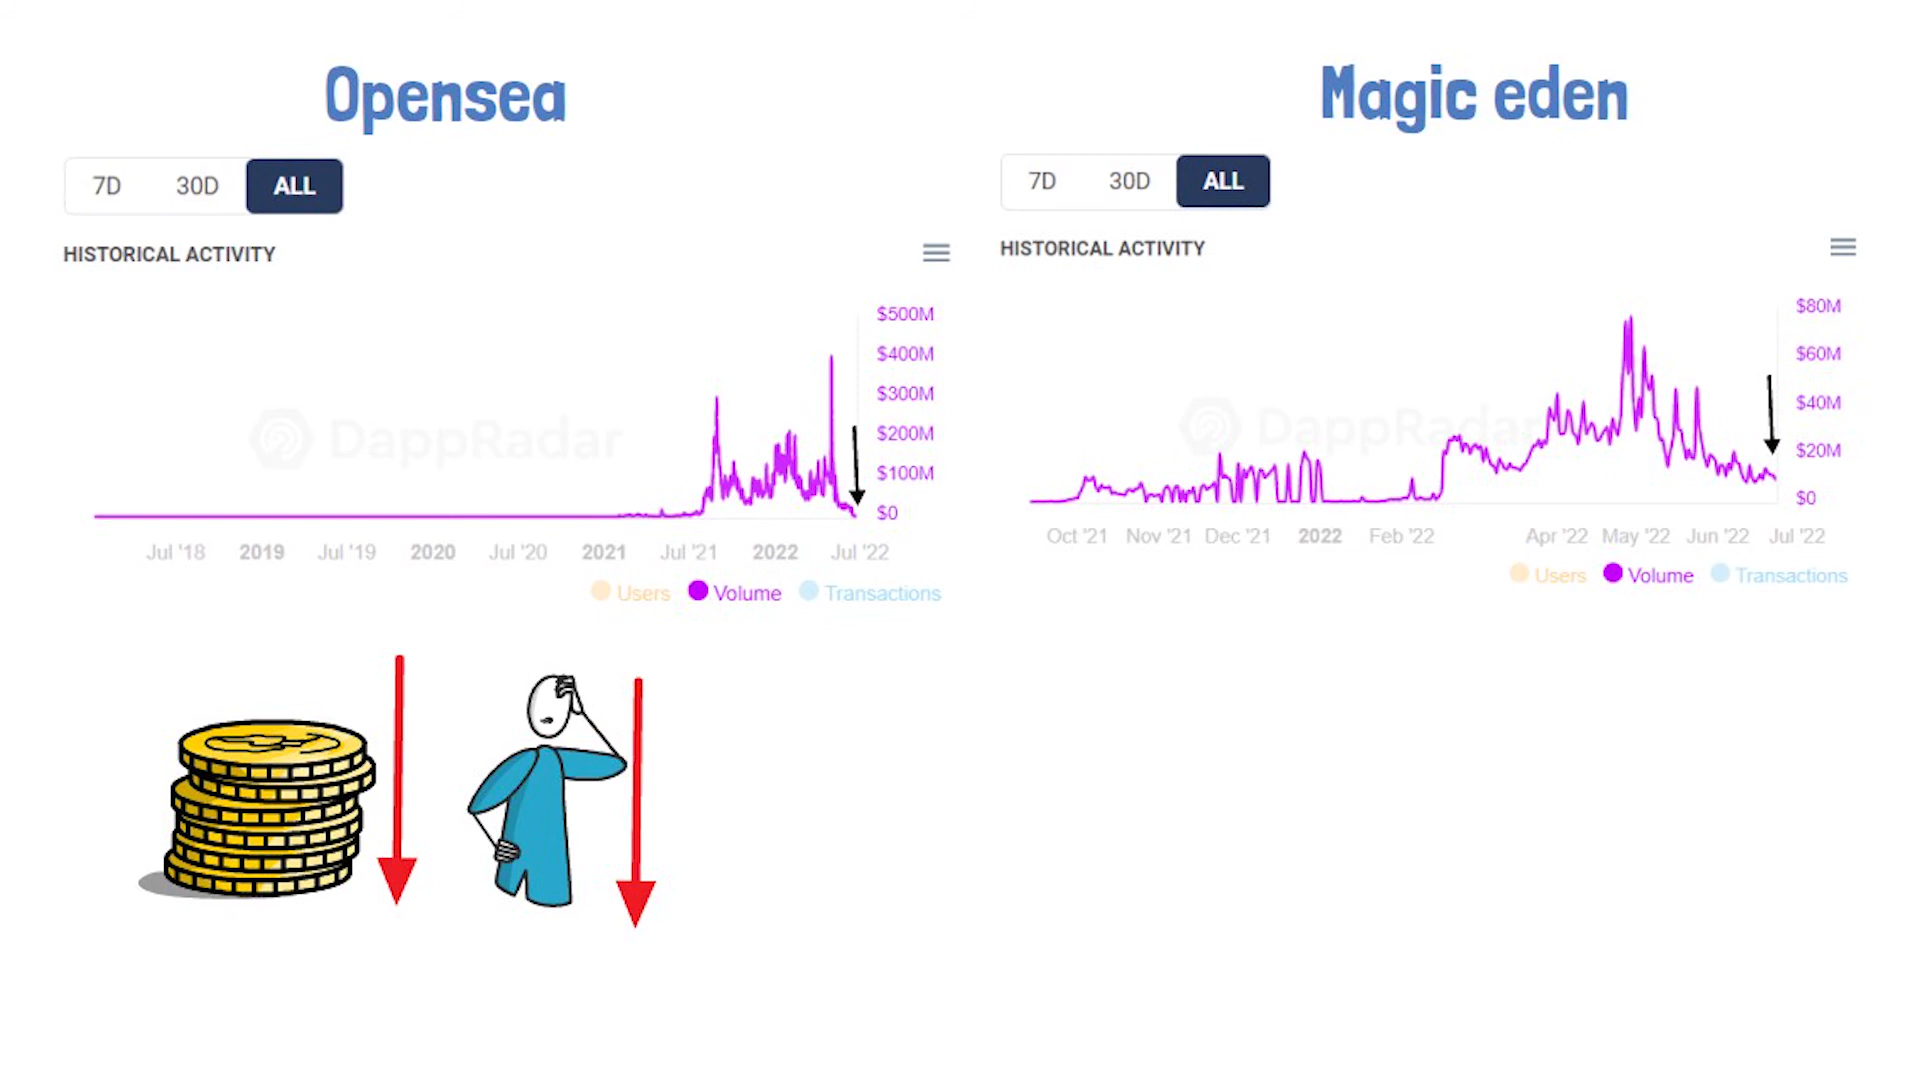 Opensea
7D 30D ALL
HISTORICAL ACTIVITY
$500M
$400M
$300M
$200M
$100M
$0
DappRadar
Jul '18 2019 Jul '19 2020 Jul '20 2021 Jul '21 2022 Jul '22
Users Volume Transactions
Magic eden
7D 30D ALL
HISTORICAL ACTIVITY
$80M
$60M
$40M
$20M
$0
DappRadar
Oct '21 Nov '21 Dec '21 2022 Feb '22 Apr '22 May '22 Jun '22 Jul '22
Users Volume Transactions